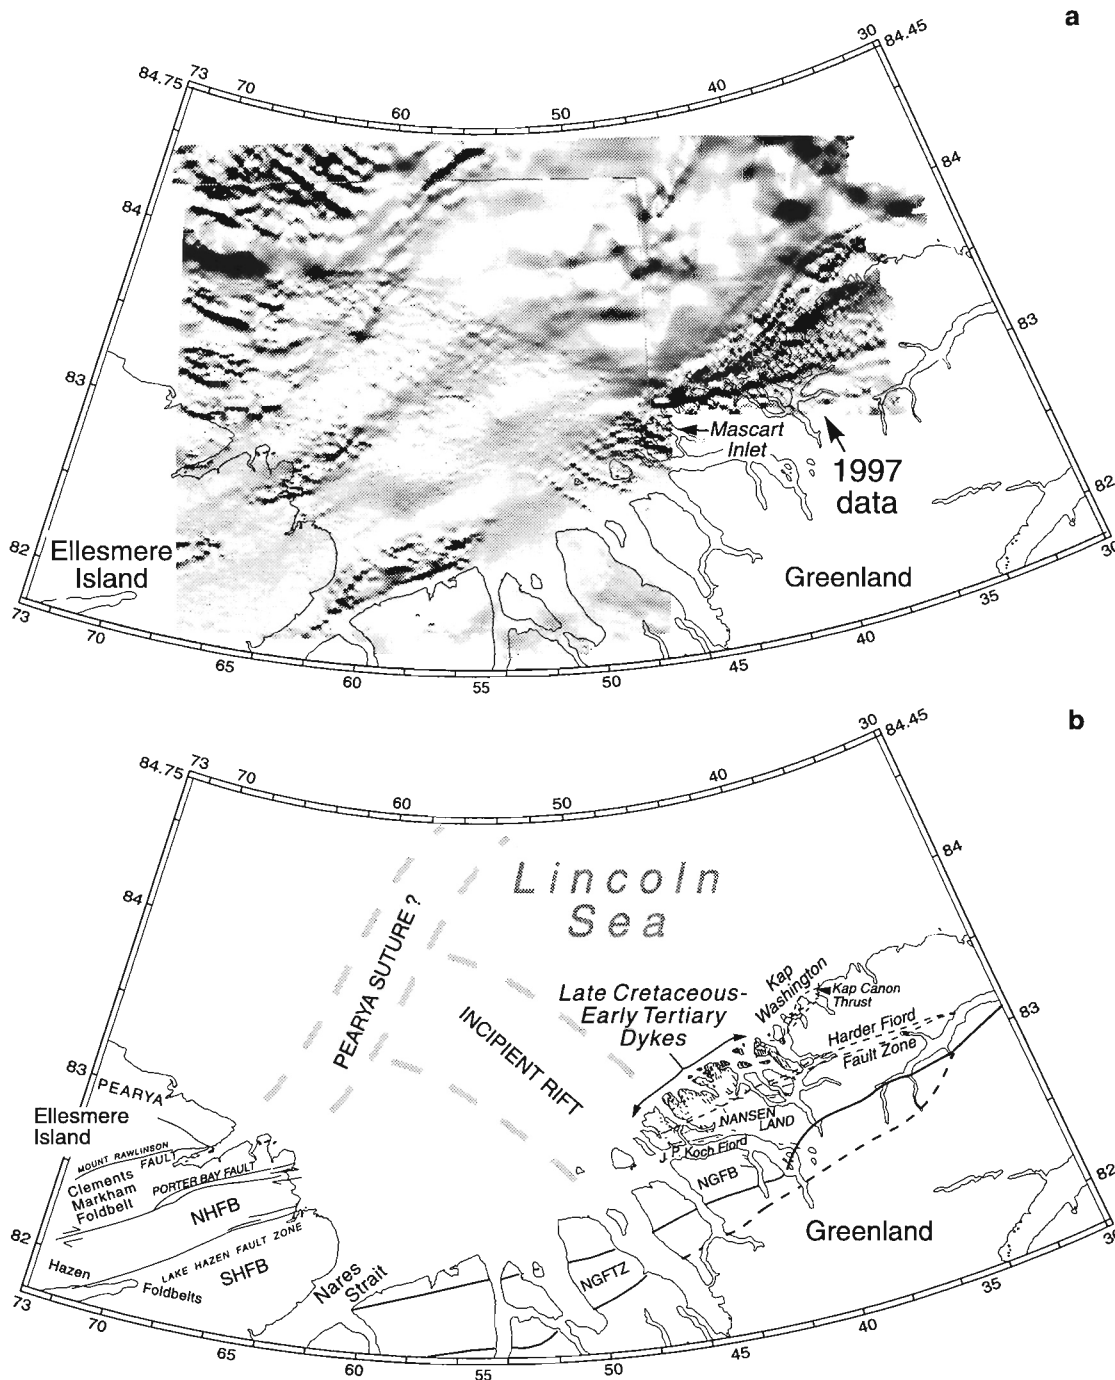 a
30
84.45
84.75
73
70
60
50
40
84
84
83
83
82
82
Mascart
Inlet
1997
data
Ellesmere
Island
Greenland
73
70
65
60
55
50
45
40
35
30
b
30
84.45
84.75
73
70
60
50
40
84
84
83
83
82
82
Lincoln
Sea
PEARYA SUTURE ?
INCIPIENT RIFT
Late Cretaceous-
Early Tertiary
Dykes
Kap
Washington
Kap Canon
Thrust
Harder Fiord
Fault Zone
NANSEN
LAND
J.P. Koch Fiord
NGFB
NGFTZ
Greenland
PEARYA
Ellesmere
Island
MOUNT RAWLINSON
FAULT
Clements
Markham
Foldbelt
PORTER BAY FAULT
NHFB
LAKE HAZEN FAULT ZONE
SHFB
Hazen
Foldbelts
Nares
Strait
73
70
65
60
55
50
45
40
35
30